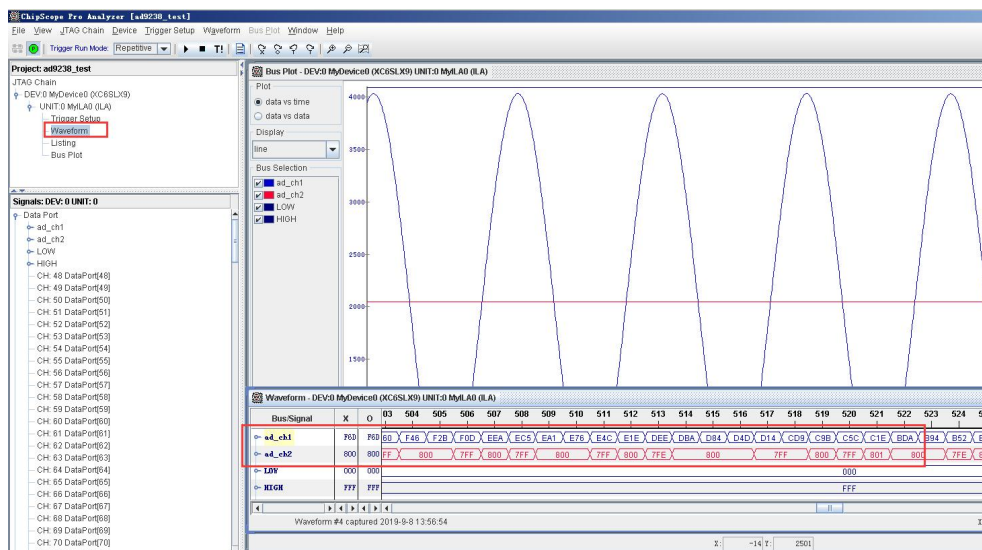 ChipScope Pro Analyzer [ad9238_test]
File View JTAG Chain Device Trigger Setup Waveform Bus Plot Window Help
Trigger Run Mode: Repetitive T!
Project: ad9238_test
JTAG Chain
DEV:0 MyDevice0 (XC6SLX9)
UNIT:0 MyILA0 (ILA)
Trigger Setup
Waveform
Listing
Bus Plot
Signals: DEV: 0 UNIT: 0
Data Port
ad_ch1
ad_ch2
LOW
HIGH
CH: 48 DataPort[48]
CH: 49 DataPort[49]
CH: 50 DataPort[50]
CH: 51 DataPort[51]
CH: 52 DataPort[52]
CH: 53 DataPort[53]
CH: 54 DataPort[54]
CH: 55 DataPort[55]
CH: 56 DataPort[56]
CH: 57 DataPort[57]
CH: 58 DataPort[58]
CH: 59 DataPort[59]
CH: 60 DataPort[60]
CH: 61 DataPort[61]
CH: 62 DataPort[62]
CH: 63 DataPort[63]
CH: 64 DataPort[64]
CH: 65 DataPort[65]
CH: 66 DataPort[66]
CH: 67 DataPort[67]
CH: 68 DataPort[68]
CH: 69 DataPort[69]
CH: 70 DataPort[70]
Bus Plot - DEV:0 MyDevice0 (XC6SLX9) UNIT:0 MyILA0 (ILA)
Plot
data vs time
data vs data
Display
line
Bus Selection
ad_ch1
ad_ch2
LOW
HIGH
4000
3500
3000
2500
2000
1500
Waveform - DEV:0 MyDevice0 (XC6SLX9) UNIT:0 MyILA0 (ILA)
Bus/Signal X O 03 504 505 506 507 508 509 510 511 512 513 514 515 516 517 518 519 520 521 522 523 524
ad_ch1 F6D F6D 60 F46 F2B F0D EEA EC5 EA1 E76 E4C E1E DEE DBA D84 D4D D14 CD9 C9B C5C C1E BDA B94 B52
ad_ch2 800 800 FF 800 7FF 800 7FF 800 7FF 800 7FE 800 7FF 800 7FF 801 800 7FE
LOW 000 000 000
HIGH FFF FFF FFF
Waveform #4 captured 2019-9-8 13:56:54
X: -14 Y: 2501